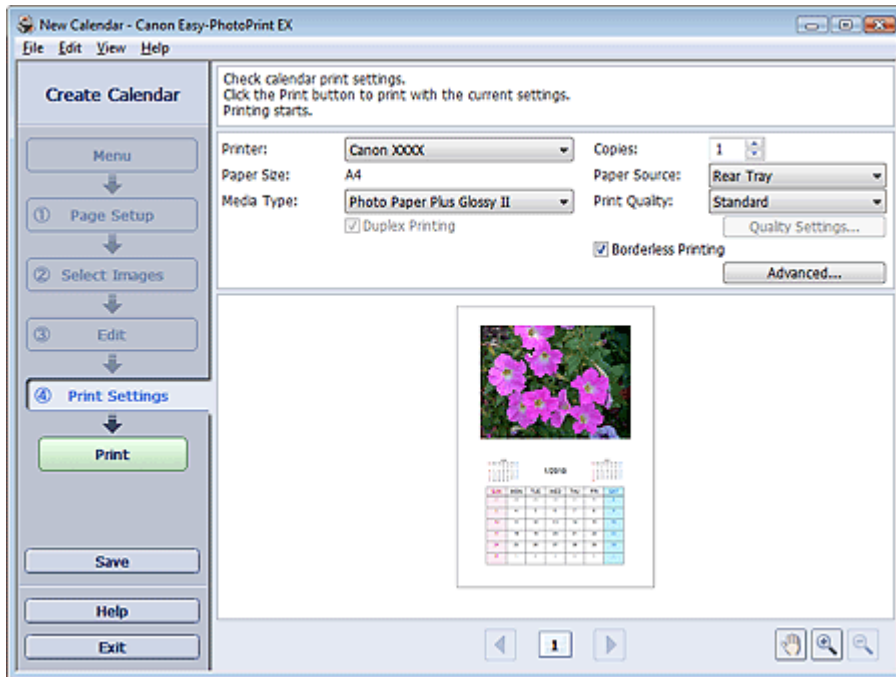 New Calendar - Canon Easy-PhotoPrint EX
File Edit View Help
Create Calendar
Menu
① Page Setup
② Select Images
③ Edit
④ Print Settings
Print
Save
Help
Exit
Check calendar print settings.
Click the Print button to print with the current settings.
Printing starts.
Printer: Canon XXXX Copies: 1
Paper Size: A4 Paper Source: Rear Tray
Media Type: Photo Paper Plus Glossy II Print Quality: Standard
Duplex Printing Quality Settings...
Borderless Printing
Advanced...
1/2010
SUN MON TUE WED THU FRI SAT
1